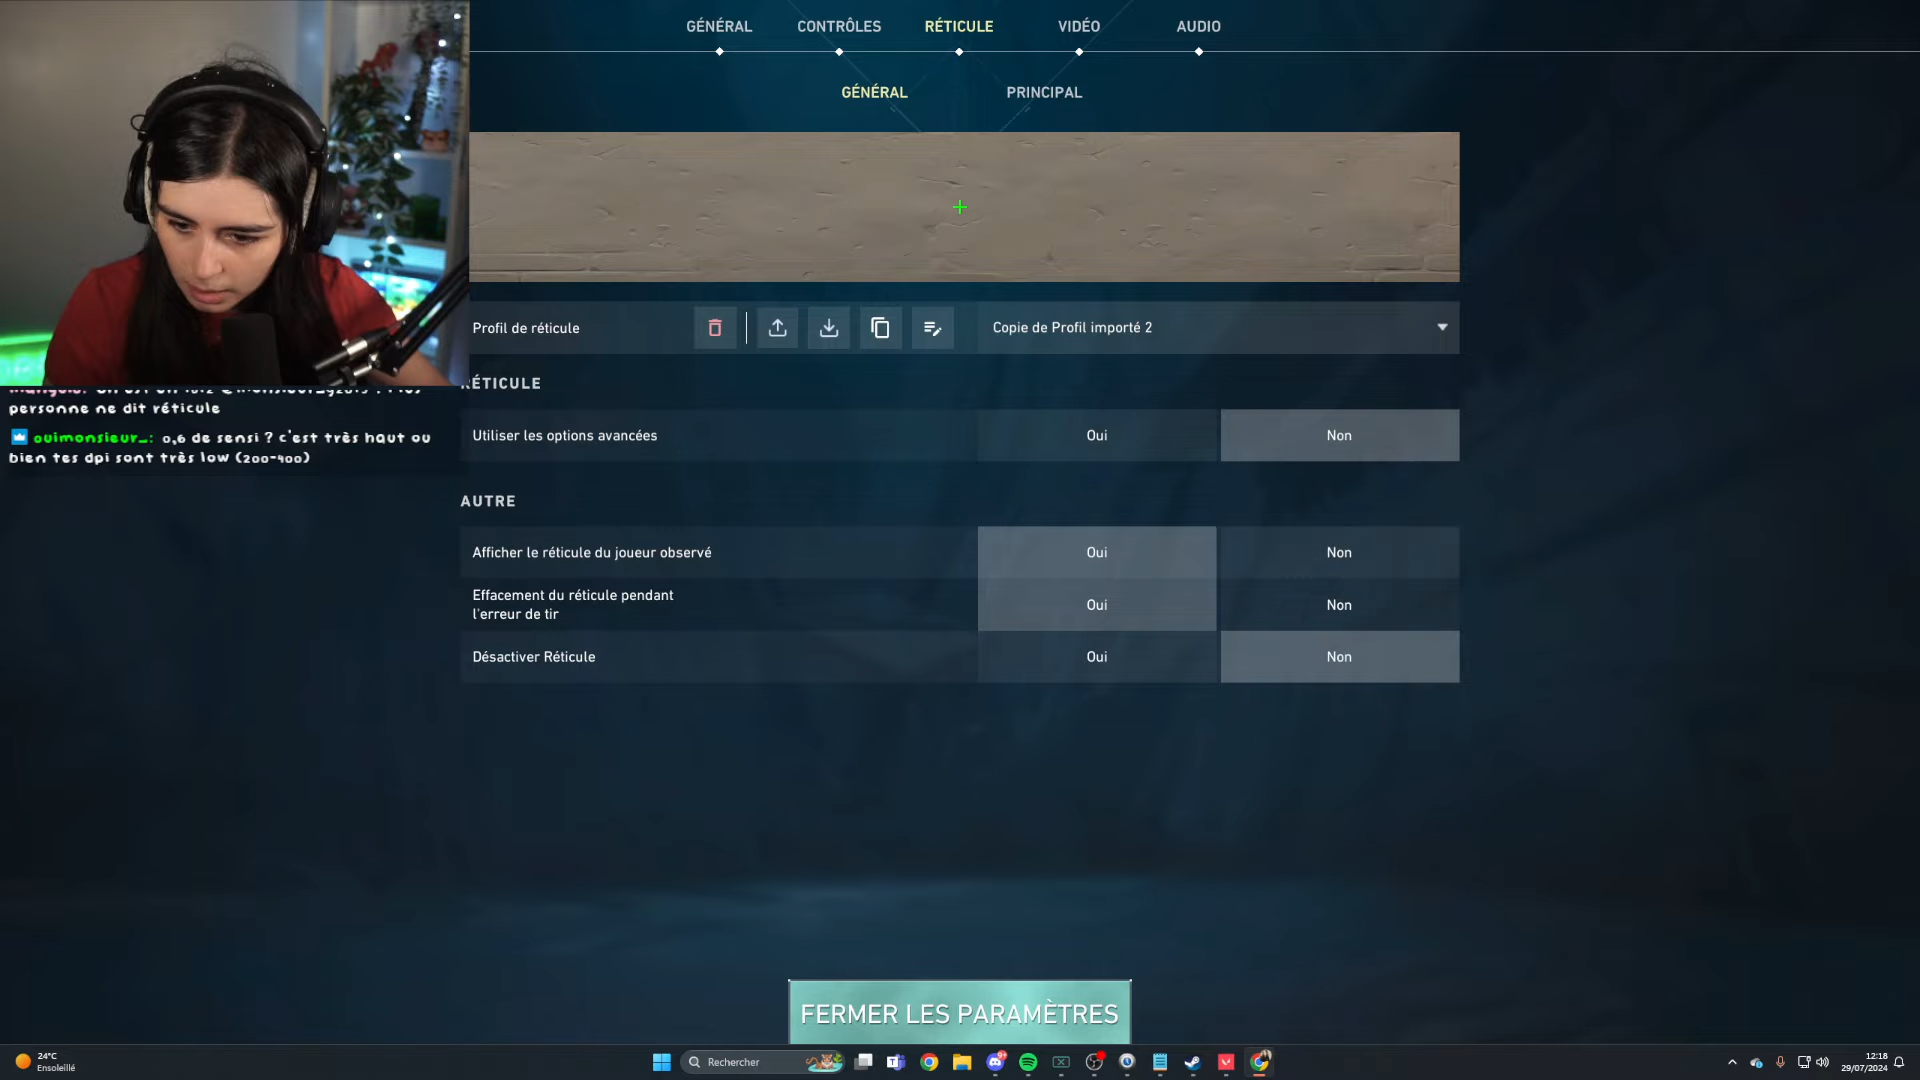 GÉNÉRAL
CONTRÔLES
RÉTICULE
VIDÉO
AUDIO
GÉNÉRAL
PRINCIPAL
Profil de réticule
Copie de Profil importé 2
personne ne dit réticule
ouimonsieur_: 0,6 de sensi ? c'est très haut ou
bien tes dpi sont très low (200-400)
RÉTICULE
Utiliser les options avancées
Oui
Non
AUTRE
Afficher le réticule du joueur observé
Oui
Non
Effacement du réticule pendant
l'erreur de tir
Oui
Non
Désactiver Réticule
Oui
Non
FERMER LES PARAMÈTRES
24°C
Ensoleillé
Rechercher
12:18
29/07/2024